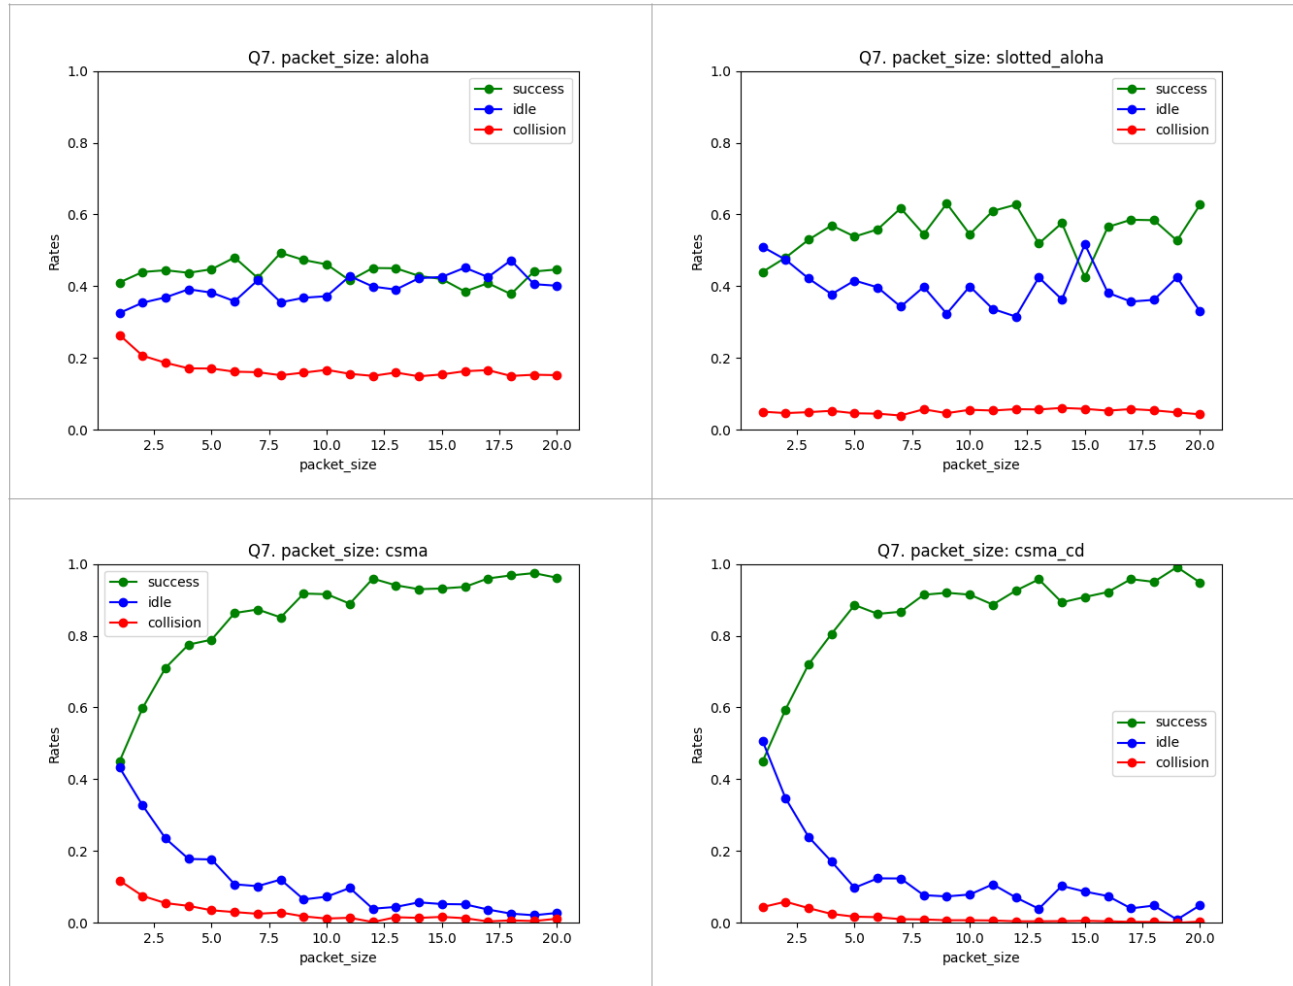 Q7. packet_size: aloha
success
idle
collision
1.0
0.8
0.6
0.4
0.2
0.0
Rates
2.5 5.0 7.5 10.0 12.5 15.0 17.5 20.0
packet_size
Q7. packet_size: slotted_aloha
success
idle
collision
1.0
0.8
0.6
0.4
0.2
0.0
Rates
2.5 5.0 7.5 10.0 12.5 15.0 17.5 20.0
packet_size
Q7. packet_size: csma
success
idle
collision
1.0
0.8
0.6
0.4
0.2
0.0
Rates
2.5 5.0 7.5 10.0 12.5 15.0 17.5 20.0
packet_size
Q7. packet_size: csma_cd
success
idle
collision
1.0
0.8
0.6
0.4
0.2
0.0
Rates
2.5 5.0 7.5 10.0 12.5 15.0 17.5 20.0
packet_size